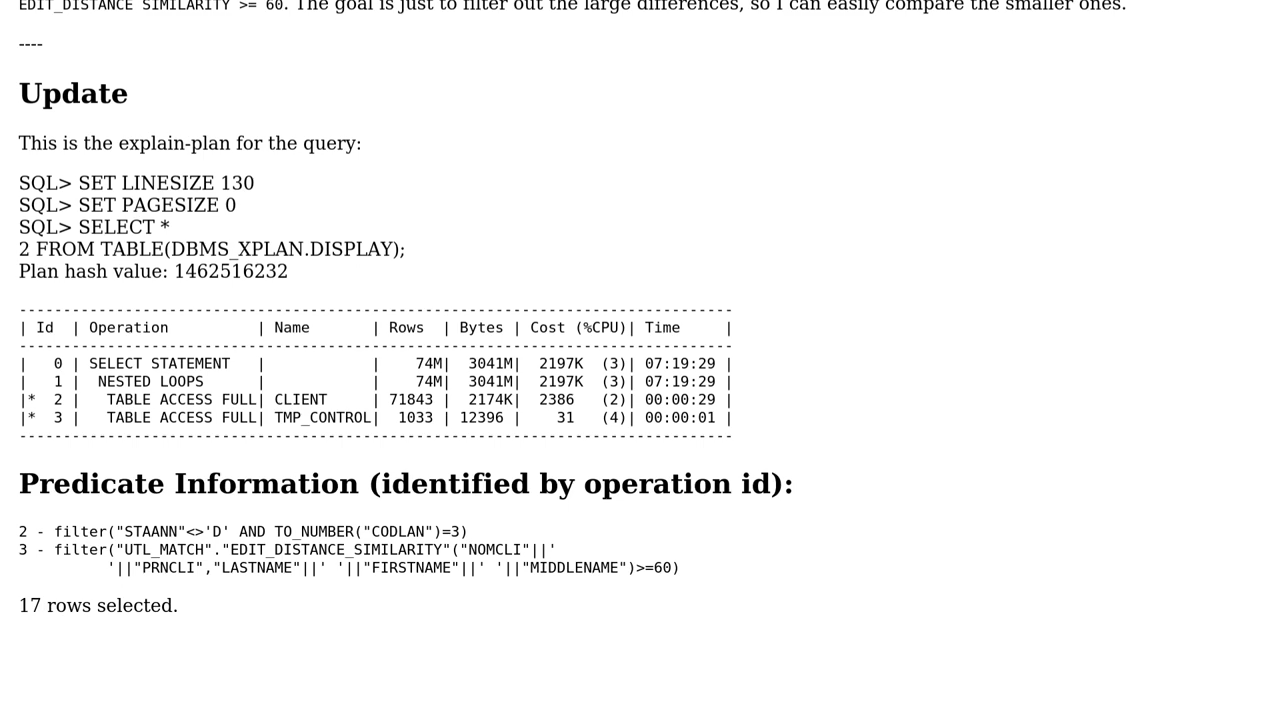 EDIT_DISTANCE_SIMILARITY >= 60. The goal is just to filter out the large differences, so I can easily compare the smaller ones.
----
Update
This is the explain-plan for the query:
SQL> SET LINESIZE 130
SQL> SET PAGESIZE 0
SQL> SELECT *
2 FROM TABLE(DBMS_XPLAN.DISPLAY);
Plan hash value: 1462516232
---------------------------------------------------------------------------------
| Id  | Operation          | Name       | Rows  | Bytes | Cost (%CPU)| Time     |
---------------------------------------------------------------------------------
|   0 | SELECT STATEMENT   |            |    74M|  3041M|  2197K  (3)| 07:19:29 |
|   1 |  NESTED LOOPS      |            |    74M|  3041M|  2197K  (3)| 07:19:29 |
|*  2 |   TABLE ACCESS FULL| CLIENT     | 71843 |  2174K|  2386   (2)| 00:00:29 |
|*  3 |   TABLE ACCESS FULL| TMP_CONTROL|  1033 | 12396 |    31   (4)| 00:00:01 |
---------------------------------------------------------------------------------
Predicate Information (identified by operation id):
2 - filter("STAANN"<>'D' AND TO_NUMBER("CODLAN")=3)
3 - filter("UTL_MATCH"."EDIT_DISTANCE_SIMILARITY"("NOMCLI"||'
          '||"PRNCLI","LASTNAME"||' '||"FIRSTNAME"||' '||"MIDDLENAME")>=60)
17 rows selected.